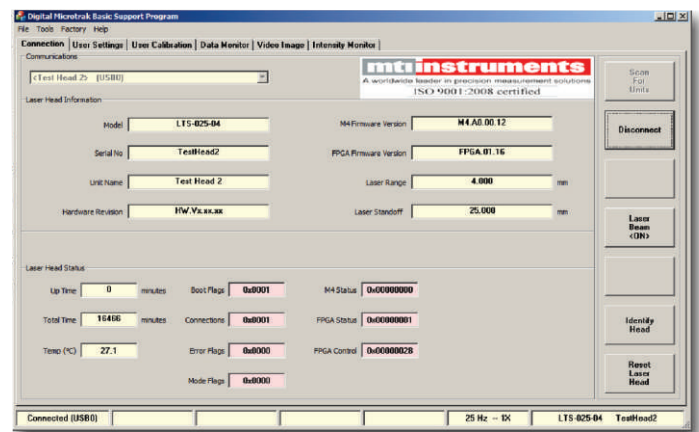 Digital Microtrak Basic Support Program
File Tools Factory Help
Connection User Settings User Calibration Data Monitor Video Image Intensity Monitor
Communications
<Test Head 25 (USB0)
mti instruments
A worldwide leader in precision measurement solutions
ISO 9001:2008 certified
Scan
For
Units
Laser Head Information
Model LTS-025-04 M4 Firmware Version M4.A0.00.12
Disconnect
Serial No TestHead2 FPGA Firmware Version FPGA.01.16
Unit Name Test Head 2 Laser Range 4.000 mm
Hardware Revision HW.Vx.xx.xx Laser Standoff 25.000 mm
Laser
Beam
<ON>
Laser Head Status
Up Time 0 minutes Boot Flags 0x0001 M4 Status 0x00000000
Total Time 16466 minutes Connections 0x0001 FPGA Status 0x00000001
Identify
Head
Temp (°C) 27.1 Error Flags 0x0000 FPGA Control 0x00000028
Mode Flags 0x0000
Reset
Laser
Head
Connected (USB0) 25 Hz -- 1X LTS-025-04 TestHead2